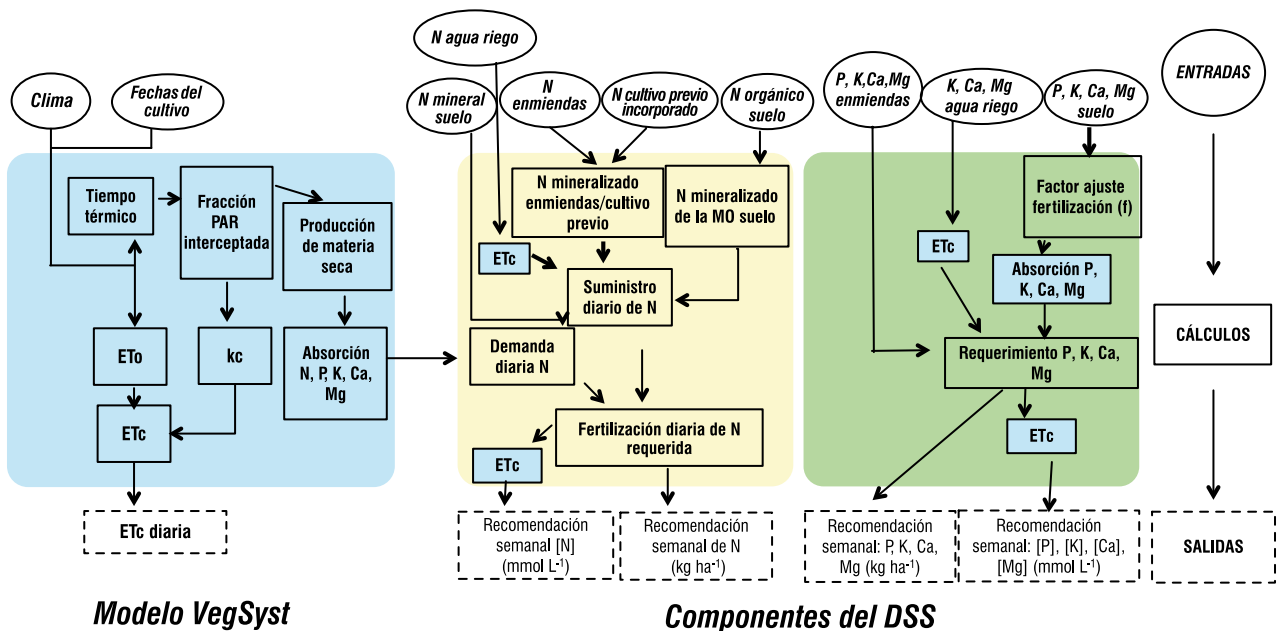 N agua riego
Clima
Fechas del
cultivo
N mineral
suelo
N
enmiendas
N cultivo previo
incorporado
N orgánico
suelo
P, K,Ca,Mg
enmiendas
K, Ca, Mg
agua riego
P, K, Ca, Mg
suelo
ENTRADAS
Tiempo
térmico
Fracción
PAR
interceptada
Producción
de materia
seca
ETo
kc
Absorción
N, P, K, Ca,
Mg
ETc
ETc diaria
N mineralizado
enmiendas/cultivo
previo
N mineralizado
de la MO suelo
ETc
Suministro
diario de N
Demanda
diaria N
Fertilización diaria de N
requerida
ETc
Recomendación
semanal [N]
(mmol L-1)
Recomendación
semanal de N
(kg ha-1)
Factor ajuste
fertilización (f)
ETc
Absorción P,
K, Ca, Mg
Requerimiento P, K, Ca,
Mg
ETc
Recomendación
semanal: P, K, Ca,
Mg (kg ha-1)
Recomendación
semanal: [P], [K], [Ca],
[Mg] (mmol L-1)
CÁLCULOS
SALIDAS
Modelo VegSyst
Componentes del DSS